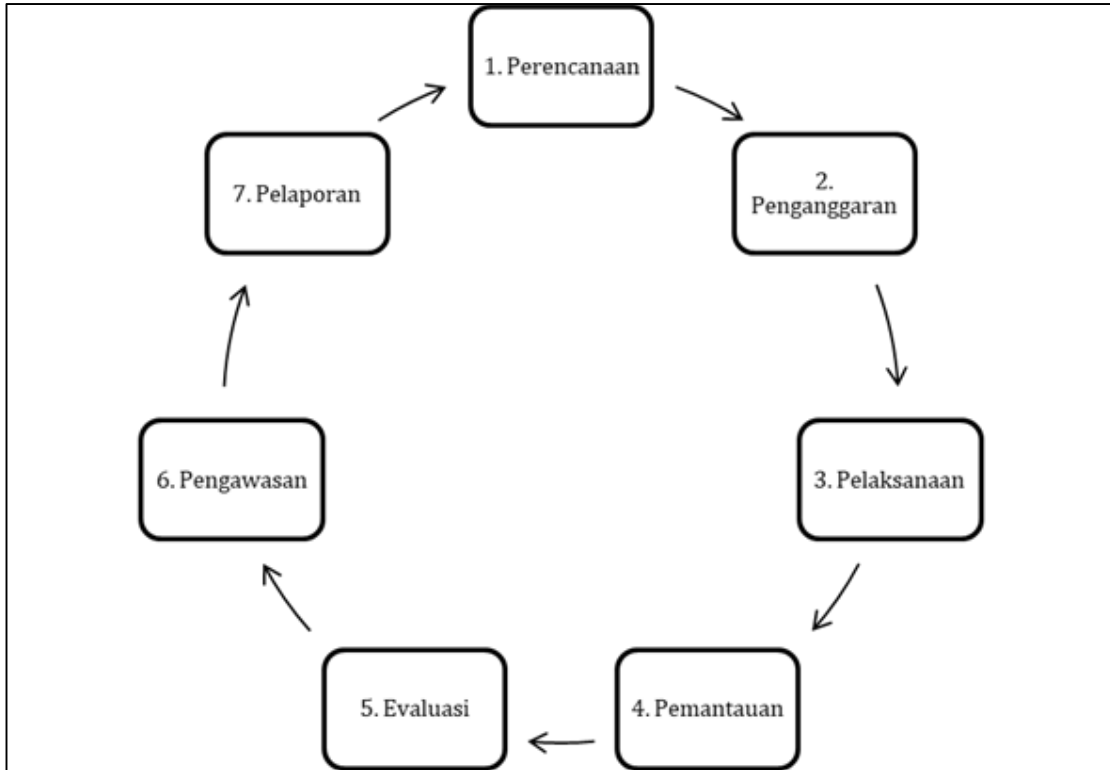 1. Perencanaan
2.
Penganggaran
3. Pelaksanaan
4. Pemantauan
5. Evaluasi
6. Pengawasan
7. Pelaporan